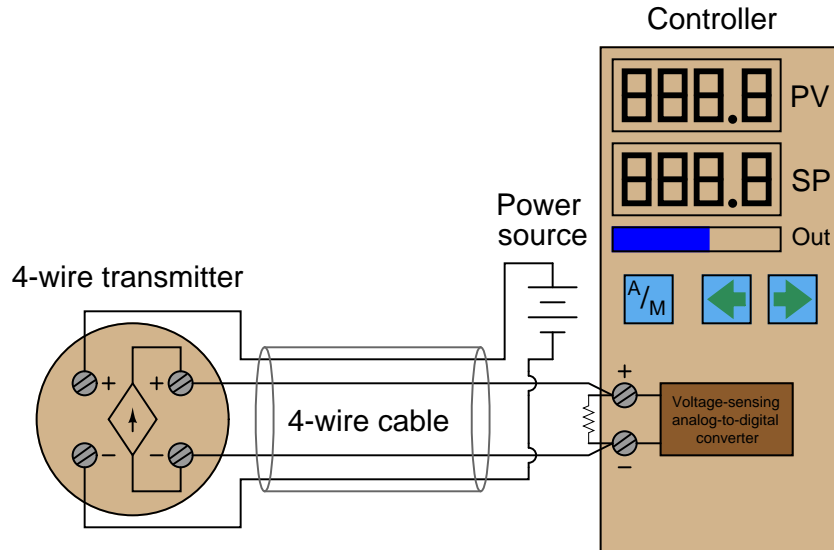 Controller
888.8
PV
888.8
SP
Power
source
Out
4-wire transmitter
A/M
+
+
+
4-wire cable
Voltage-sensing
analog-to-digital
converter
−
−
−